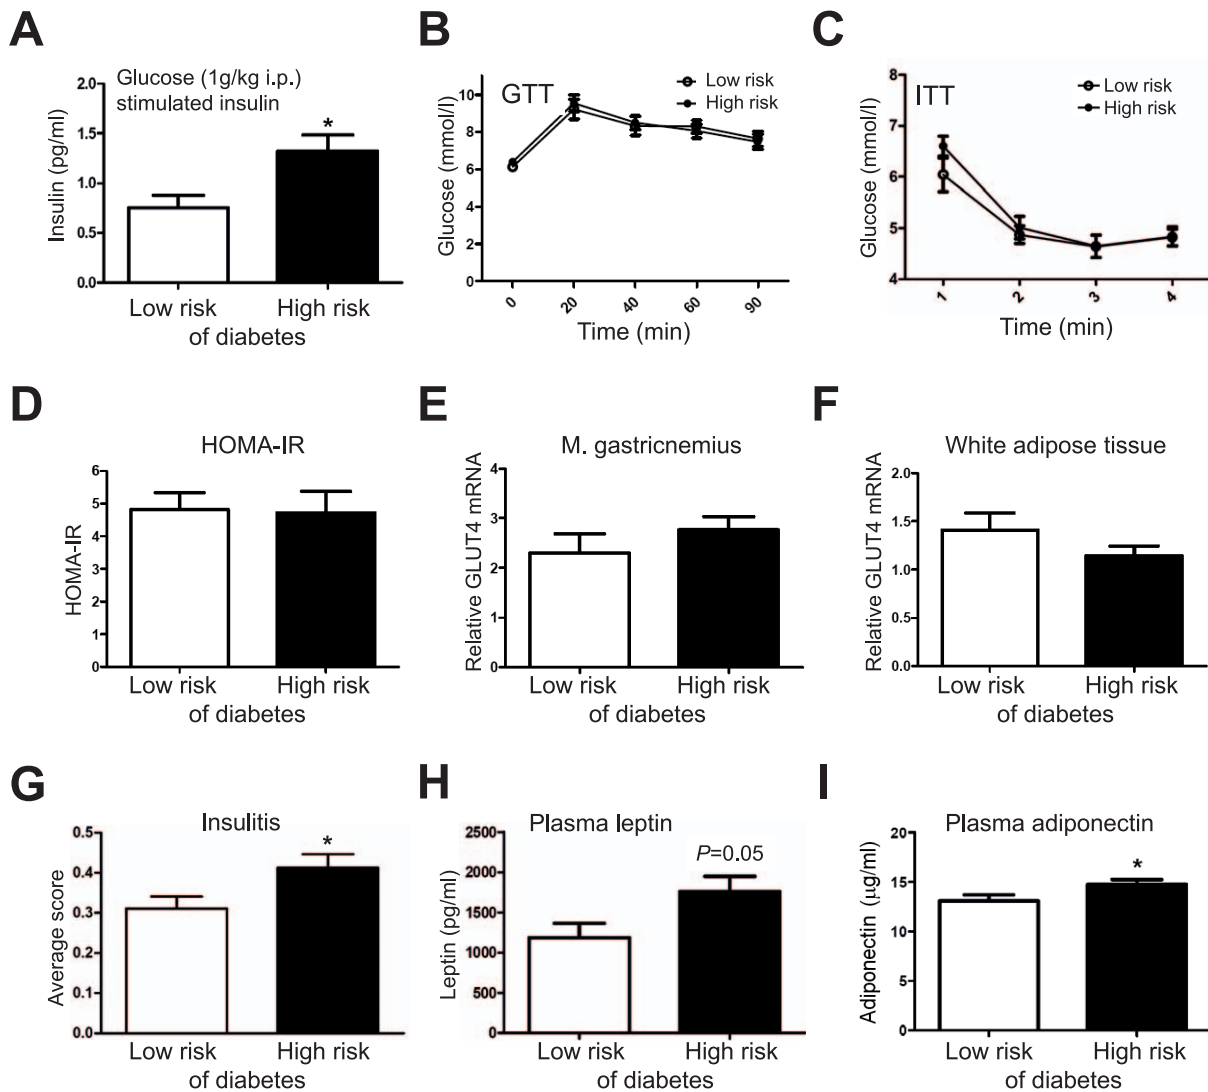 A
Glucose (1g/kg i.p.)
stimulated insulin
Insulin (pg/ml)
2.0
1.5
1.0
0.5
0.0
*
Low risk
High risk
of diabetes
B
GTT
Low risk
High risk
Glucose (mmol/l)
10
8
6
4
2
0
0
20
40
60
90
Time (min)
C
ITT
Low risk
High risk
Glucose (mmol/l)
8
7
6
5
4
1
2
3
4
Time (min)
D
HOMA-IR
HOMA-IR
6
5
4
3
2
1
0
Low risk
High risk
of diabetes
E
M. gastricnemius
Relative GLUT4 mRNA
4
3
2
1
0
Low risk
High risk
of diabetes
F
White adipose tissue
Relative GLUT4 mRNA
2.0
1.5
1.0
0.5
0.0
Low risk
High risk
of diabetes
G
Insulitis
Average score
0.5
0.4
0.3
0.2
0.1
0.0
*
Low risk
High risk
of diabetes
H
Plasma leptin
P=0.05
Leptin (pg/ml)
2500
2000
1500
1000
500
0
Low risk
High risk
of diabetes
I
Plasma adiponectin
*
Adiponectin (µg/ml)
20
15
10
5
0
Low risk
High risk
of diabetes